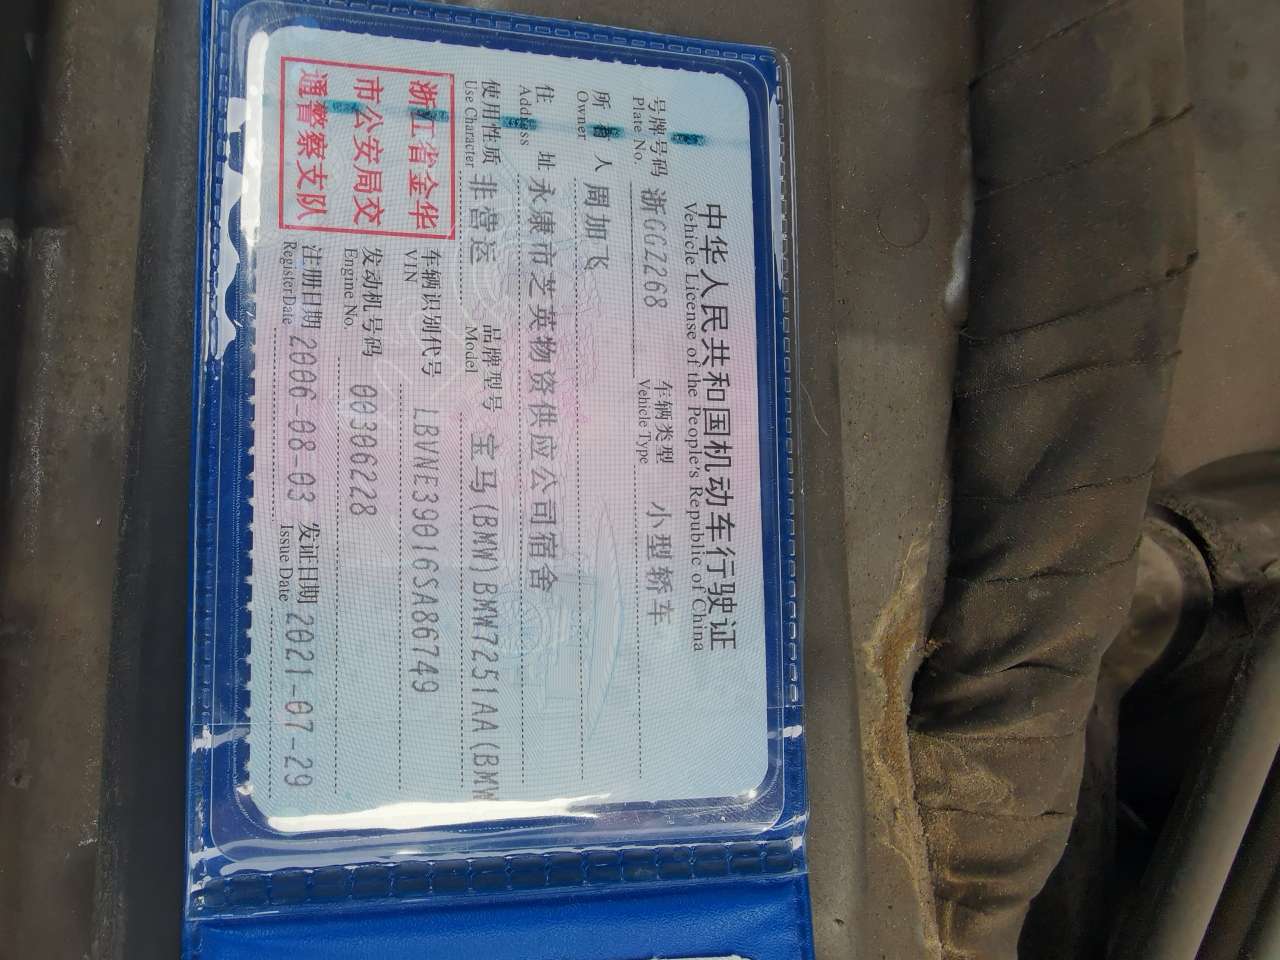 中华人民共和国机动车行驶证
Vehicle License of the People's Republic of China
号牌号码 浙GGZ268 车辆类型 小型轿车
Plate No. Vehicle Type
所有人 周加飞
Owner
住址 永康市芝英物资供应公司宿舍
Address
使用性质 非营运 品牌型号 宝马(BMW)BMW7251AA(BMW
Use Character Model
浙江省金华
市公安局交
通警察支队
车辆识别代号 LBVNE39016SA86749
VIN
发动机号码 00306228
Engine No.
注册日期 2006-08-03 发证日期 2021-07-29
Register Date Issue Date